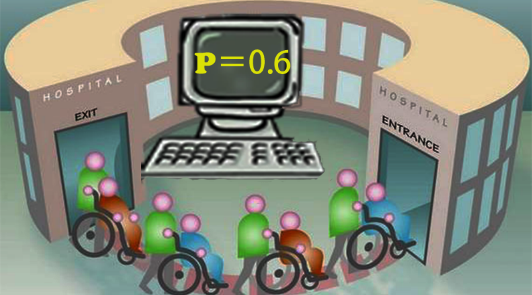 P=0.6
HOSPITAL
EXIT
HOSPITAL
ENTRANCE